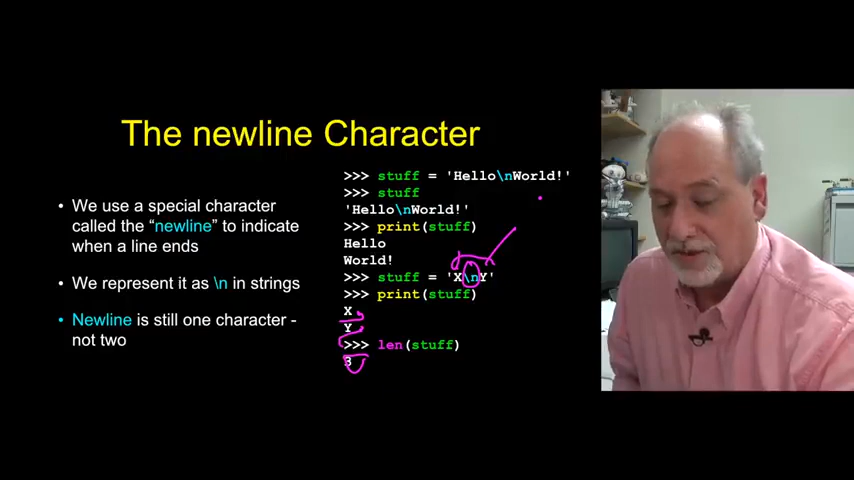 The newline Character
• We use a special character
called the “newline” to indicate
when a line ends
• We represent it as \n in strings
• Newline is still one character -
not two
>>> stuff = 'Hello\nWorld!'
>>> stuff
'Hello\nWorld!'
>>> print(stuff)
Hello
World!
>>> stuff = 'X\nY'
>>> print(stuff)
X
Y
>>> len(stuff)
3